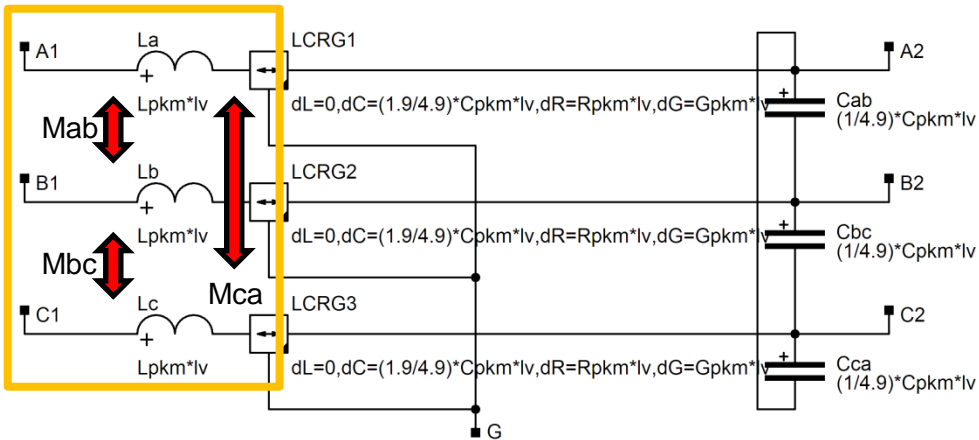 A1
La
LCRG1
A2
+
Lpkm*lv
dL=0,dC=(1.9/4.9)*Cpkm*lv,dR=Rpkm*lv,dG=Gpkm*lv
+
Cab
(1/4.9)*Cpkm*lv
Mab
B1
Lb
LCRG2
B2
+
Lpkm*lv
dL=0,dC=(1.9/4.9)*Cpkm*lv,dR=Rpkm*lv,dG=Gpkm*lv
+
Cbc
(1/4.9)*Cpkm*lv
Mbc
Mca
C1
Lc
LCRG3
C2
+
Lpkm*lv
dL=0,dC=(1.9/4.9)*Cpkm*lv,dR=Rpkm*lv,dG=Gpkm*lv
+
Cca
(1/4.9)*Cpkm*lv
G